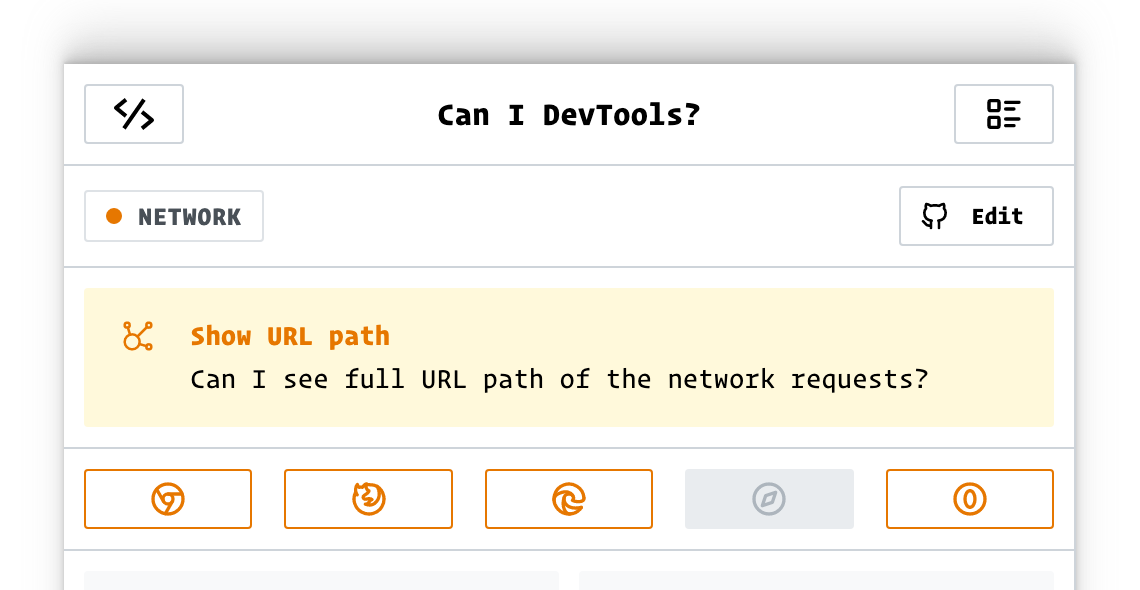 Can I DevTools?
NETWORK
Edit
Show URL path
Can I see full URL path of the network requests?